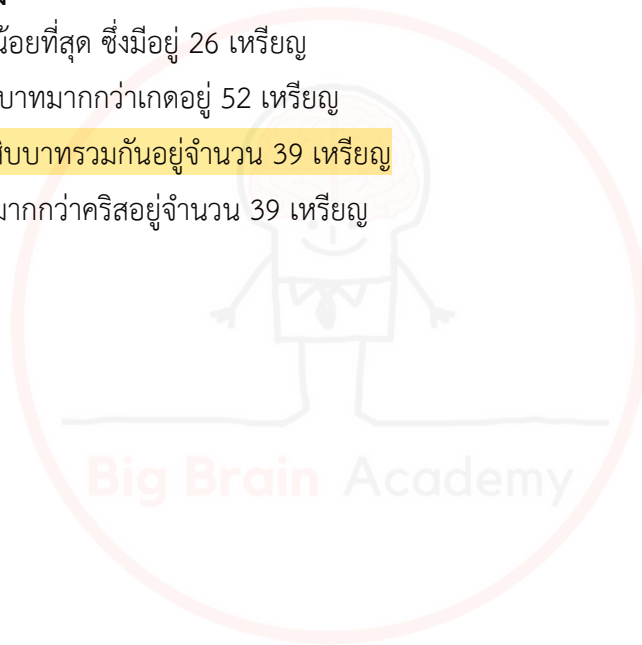 น้อยที่สุด ซึ่งมีอยู่ 26 เหรียญ
บาทมากกว่าเกดอยู่ 52 เหรียญ
สิบบาทรวมกันอยู่จำนวน 39 เหรียญ
มากกว่าคริสอยู่จำนวน 39 เหรียญ
Big Brain Academy